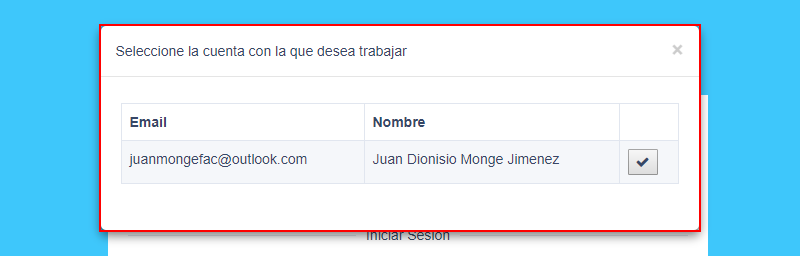 Seleccione la cuenta con la que desea trabajar ×
Email Nombre
juanmongefac@outlook.com Juan Dionisio Monge Jimenez
Iniciar Sesión